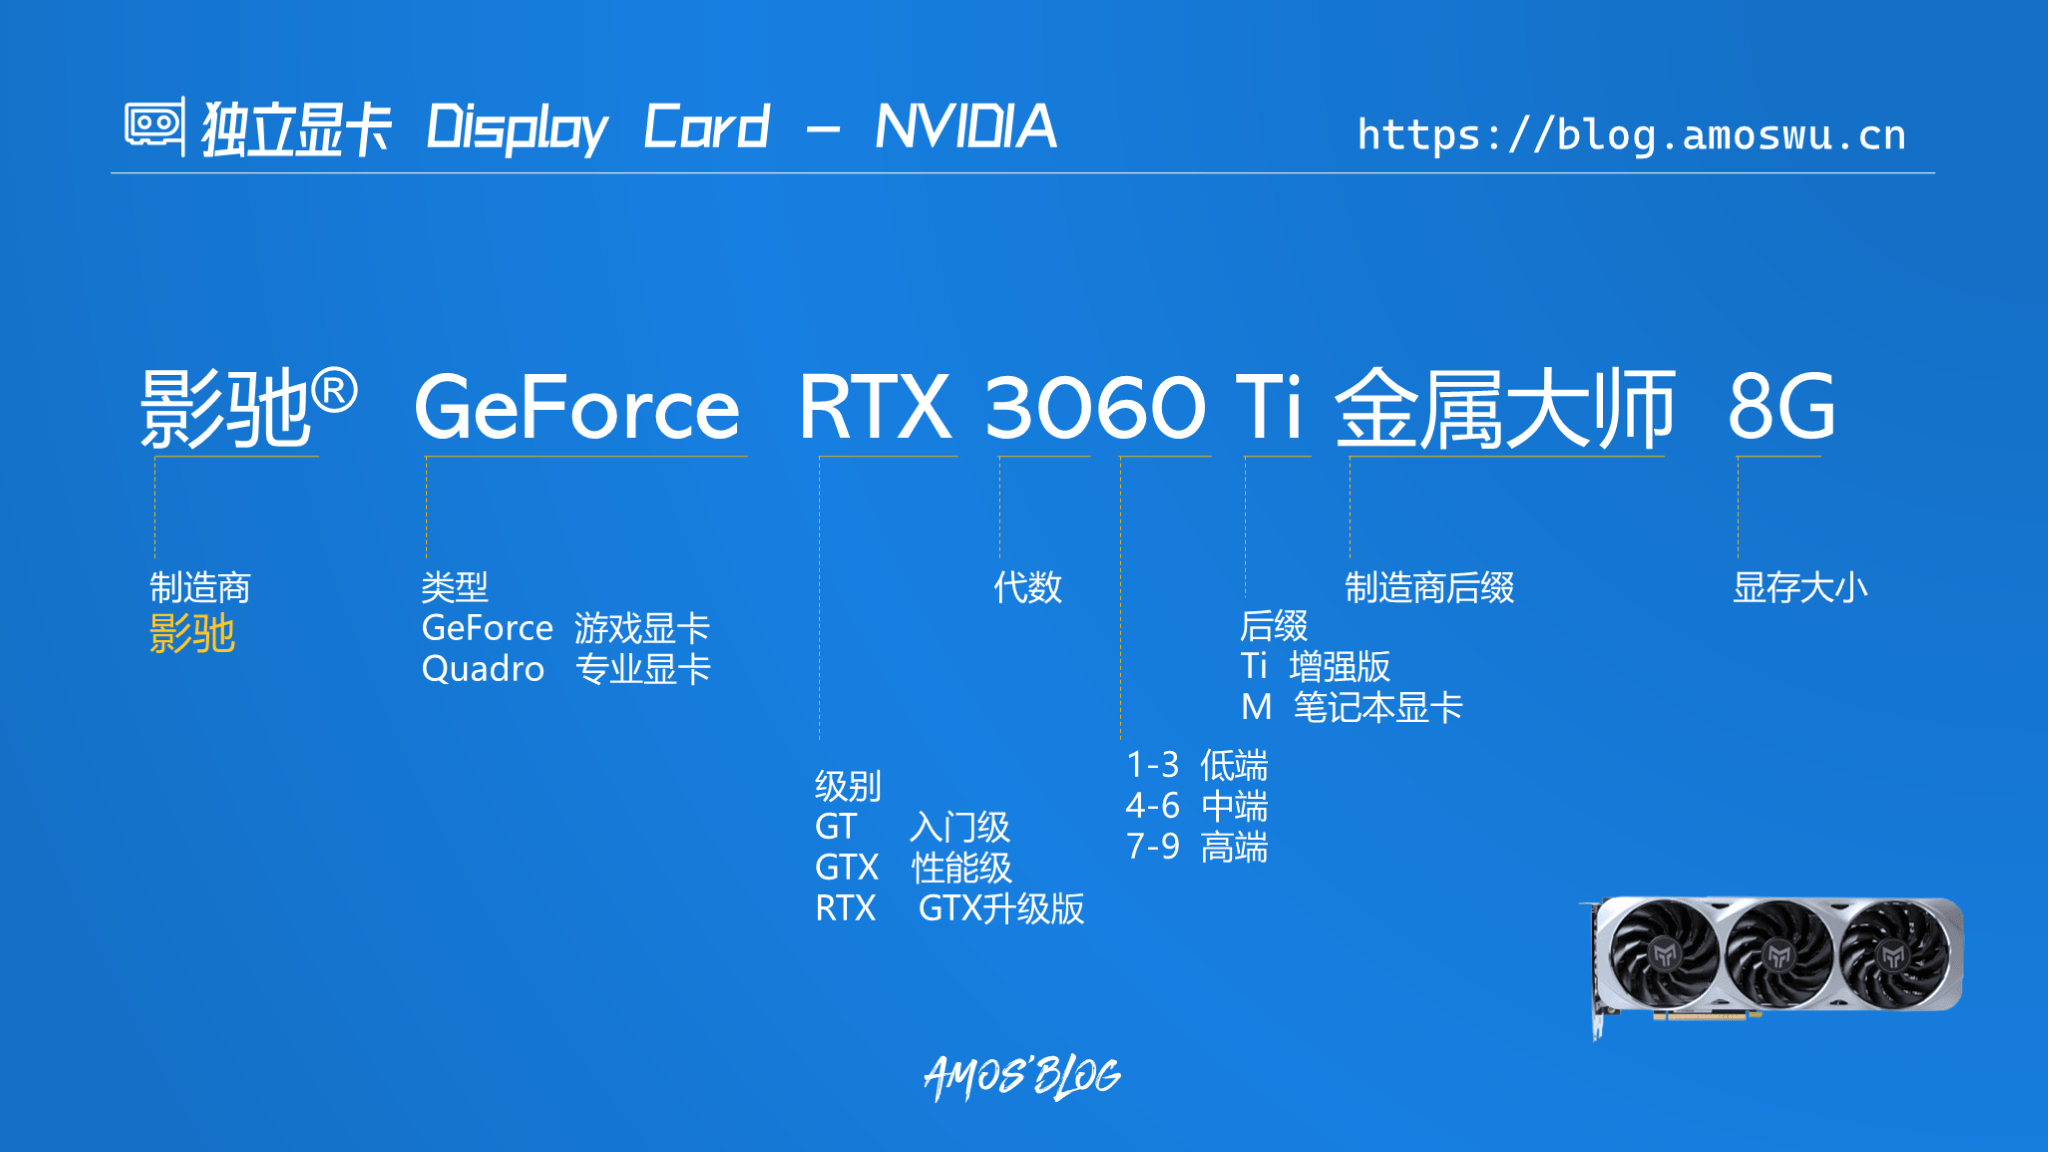 独立显卡 Display Card - NVIDIA
https://blog.amoswu.cn
影驰® GeForce RTX 3060 Ti 金属大师 8G
制造商
影驰
类型
GeForce 游戏显卡
Quadro 专业显卡
级别
GT 入门级
GTX 性能级
RTX GTX升级版
代数
1-3 低端
4-6 中端
7-9 高端
后缀
Ti 增强版
M 笔记本显卡
制造商后缀
显存大小
AMOS'BLOG